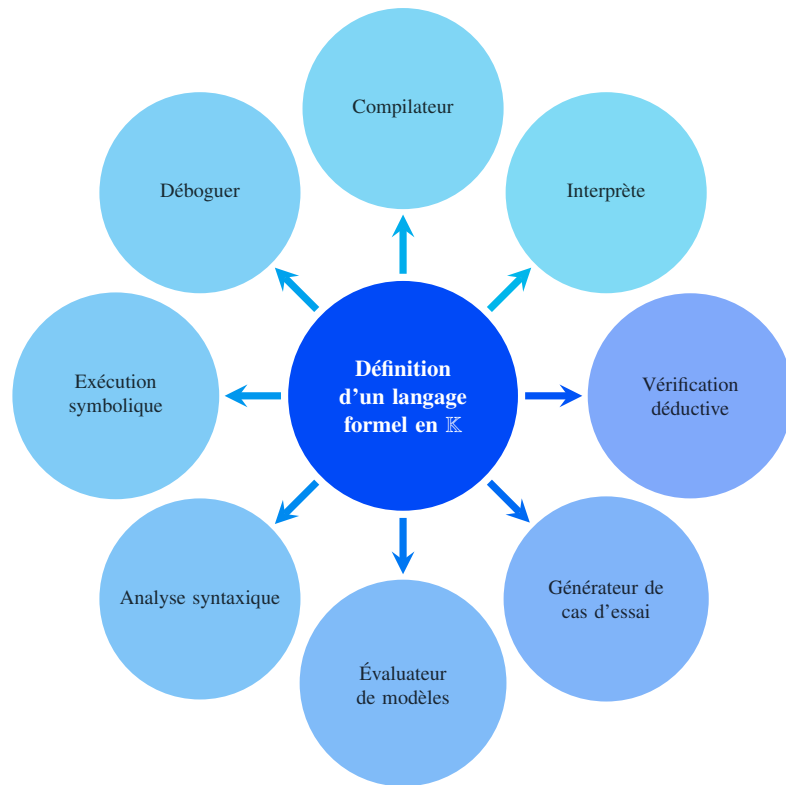 Compilateur
Déboguer
Interprète
Exécution
symbolique
Définition
d'un langage
formel en 𝕂
Vérification
déductive
Analyse syntaxique
Générateur de
cas d'essai
Évaluateur
de modèles